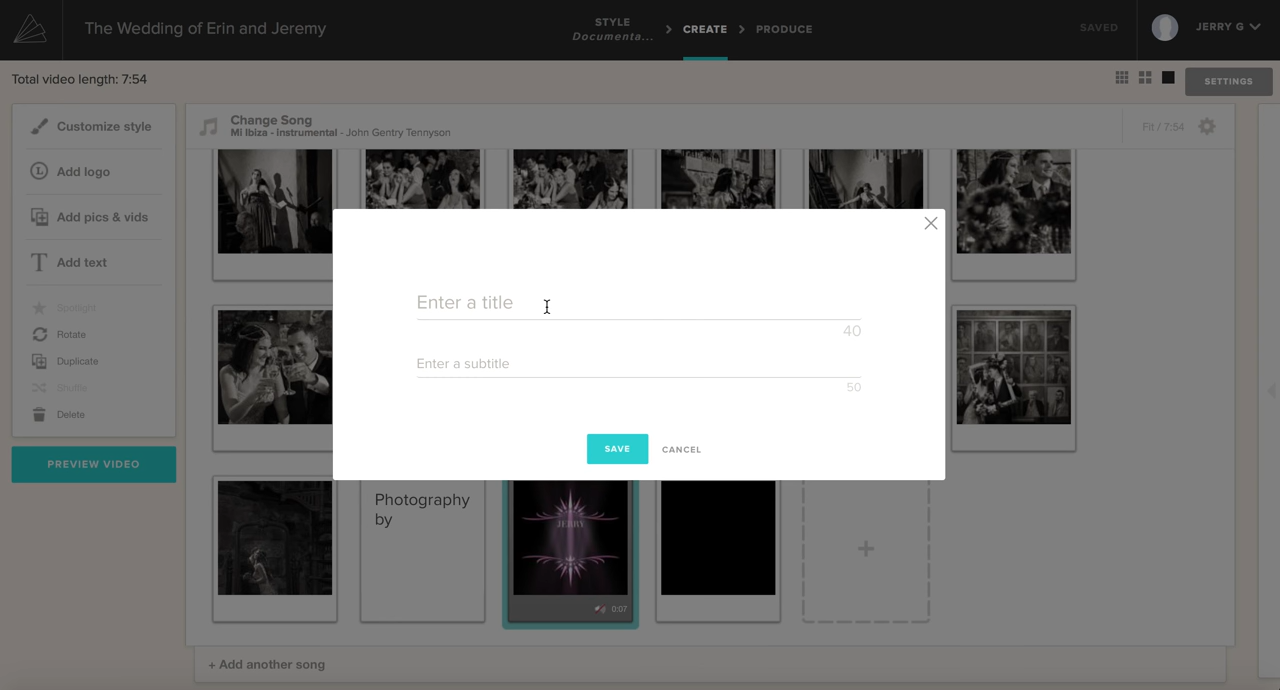 The Wedding of Erin and Jeremy
STYLE
Documenta...
CREATE
PRODUCE
SAVED
JERRY G
Total video length: 7:54
SETTINGS
Customize style
L
Add logo
Add pics & vids
T
Add text
Spotlight
Rotate
Duplicate
Shuffle
Delete
PREVIEW VIDEO
Change Song
Mi Ibiza - instrumental - John Gentry Tennyson
Fit / 7:54
Enter a title
40
Enter a subtitle
50
SAVE
CANCEL
Photography
by
JERRY
0:07
+ Add another song